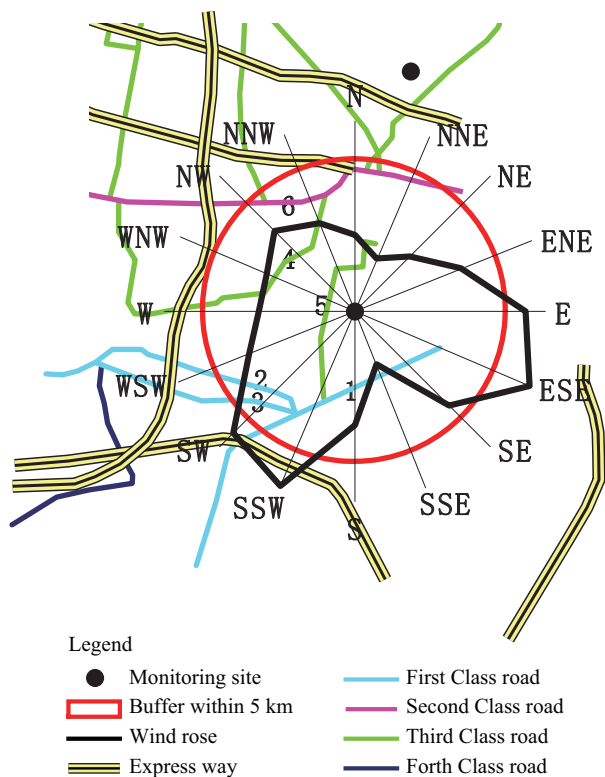 N
NNW
NNE
NW
NE
6
WNW
ENE
4
W
5
E
WSW
2
1
ESE
3
SW
SE
SSW
SSE
S
Legend
Monitoring site
First Class road
Buffer within 5 km
Second Class road
Wind rose
Third Class road
Express way
Forth Class road